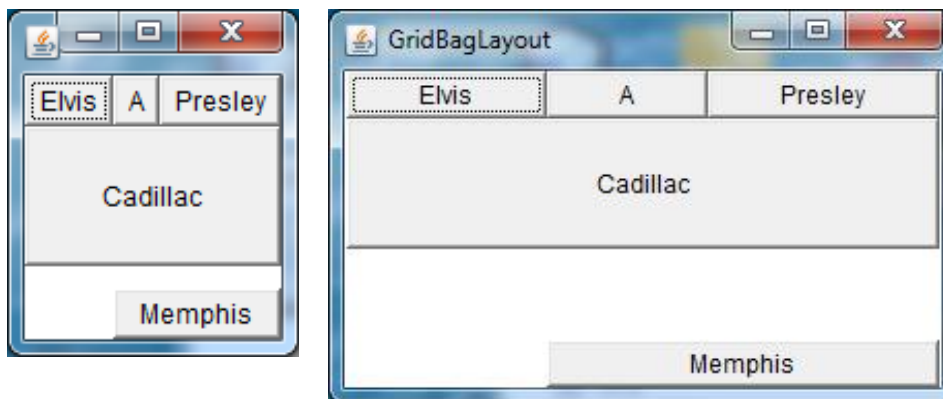 Elvis A Presley
Cadillac
Memphis
GridBagLayout
Elvis A Presley
Cadillac
Memphis